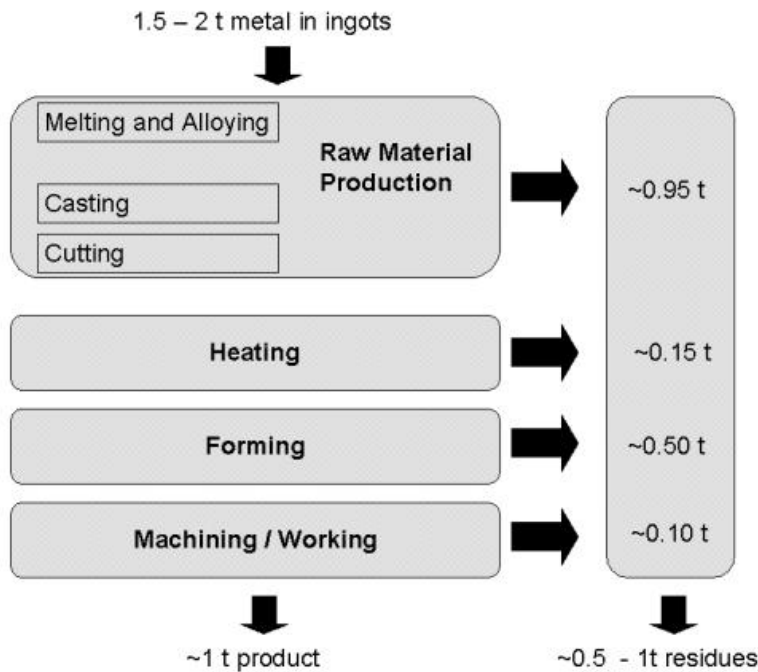 1.5 – 2 t metal in ingots
Melting and Alloying
Raw Material
Production
~0.95 t
Casting
Cutting
Heating
~0.15 t
Forming
~0.50 t
Machining / Working
~0.10 t
~1 t product
~0.5 - 1t residues